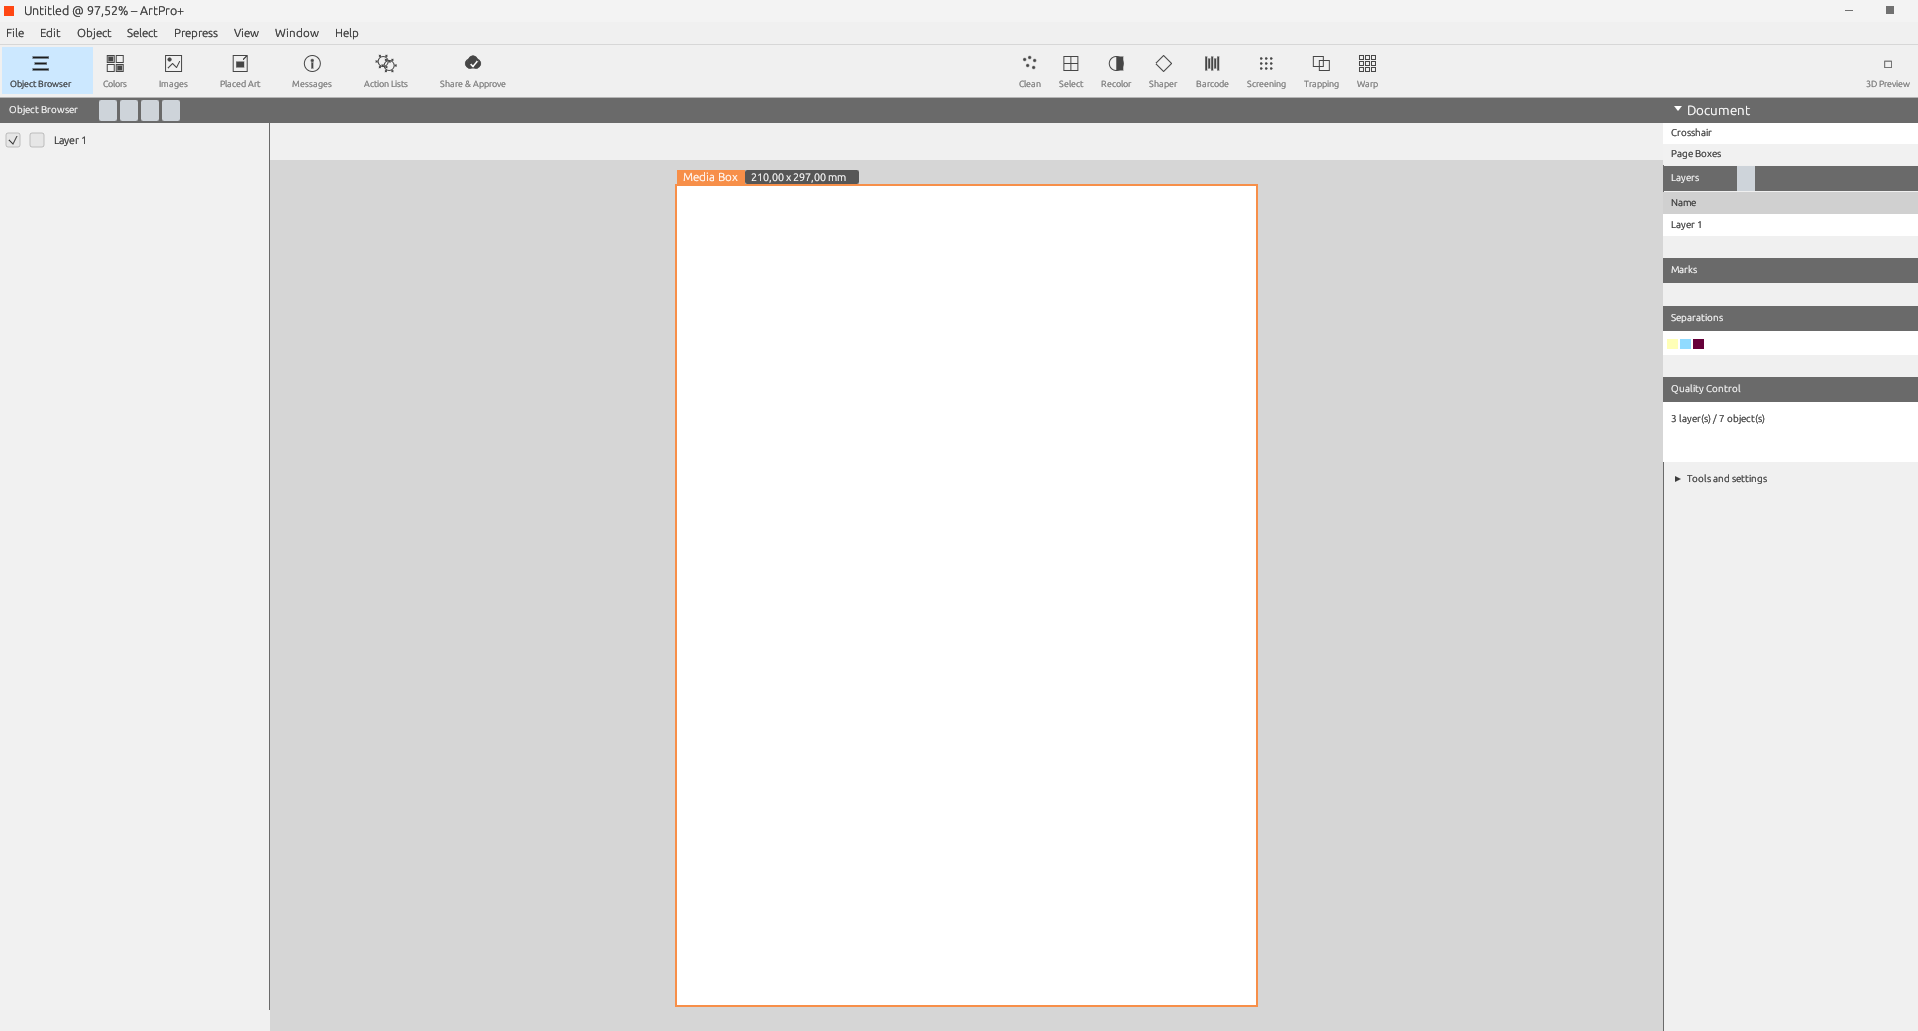 Untitled @ 97,52% – ArtPro+
File Edit Object Select Prepress View Window Help
Object Browser Colors Images Placed Art Messages Action Lists Share & Approve Clean Select Recolor Shaper Barcode Screening Trapping Warp 3D Preview
Object Browser
Layer 1
Media Box 210,00 x 297,00 mm
Document
Crosshair
Page Boxes
Layers
Name
Layer 1
Marks
Separations
Quality Control
3 layer(s) / 7 object(s)
Tools and settings